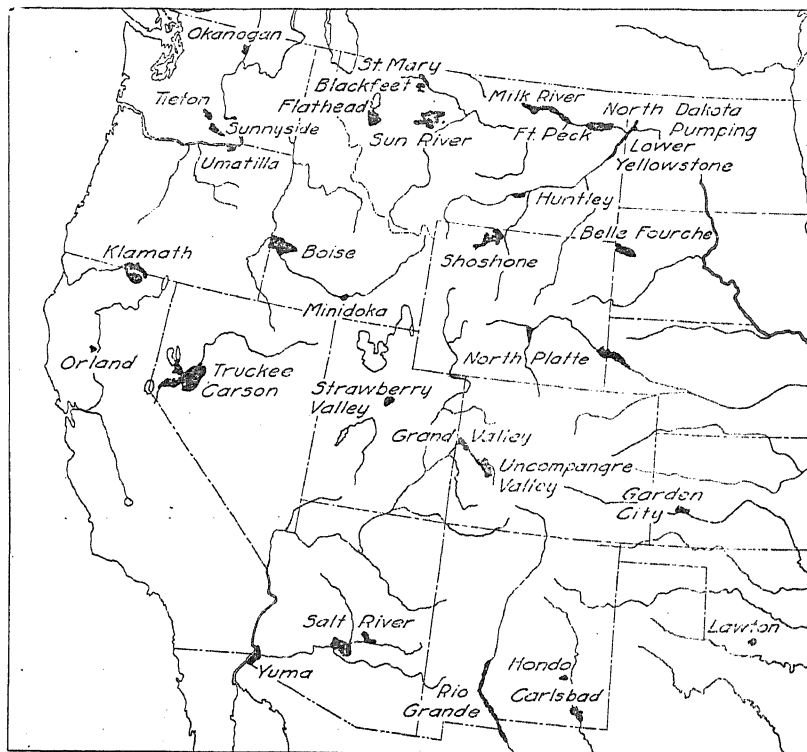 Okanogan
St. Mary
Blackfeet
Flathead
Milk River
North Dakota
Pumping
Tieton
Sunnyside
Sun River
Ft. Peck
Lower
Yellowstone
Umatilla
Huntley
Klamath
Boise
Shoshone
Belle Fourche
Minidoka
Orland
Truckee
Carson
North Platte
Strawberry
Valley
Grand Valley
Uncompangre
Valley
Garden
City
Salt River
Lawton
Yuma
Hondo
Rio
Grande
Carlsbad